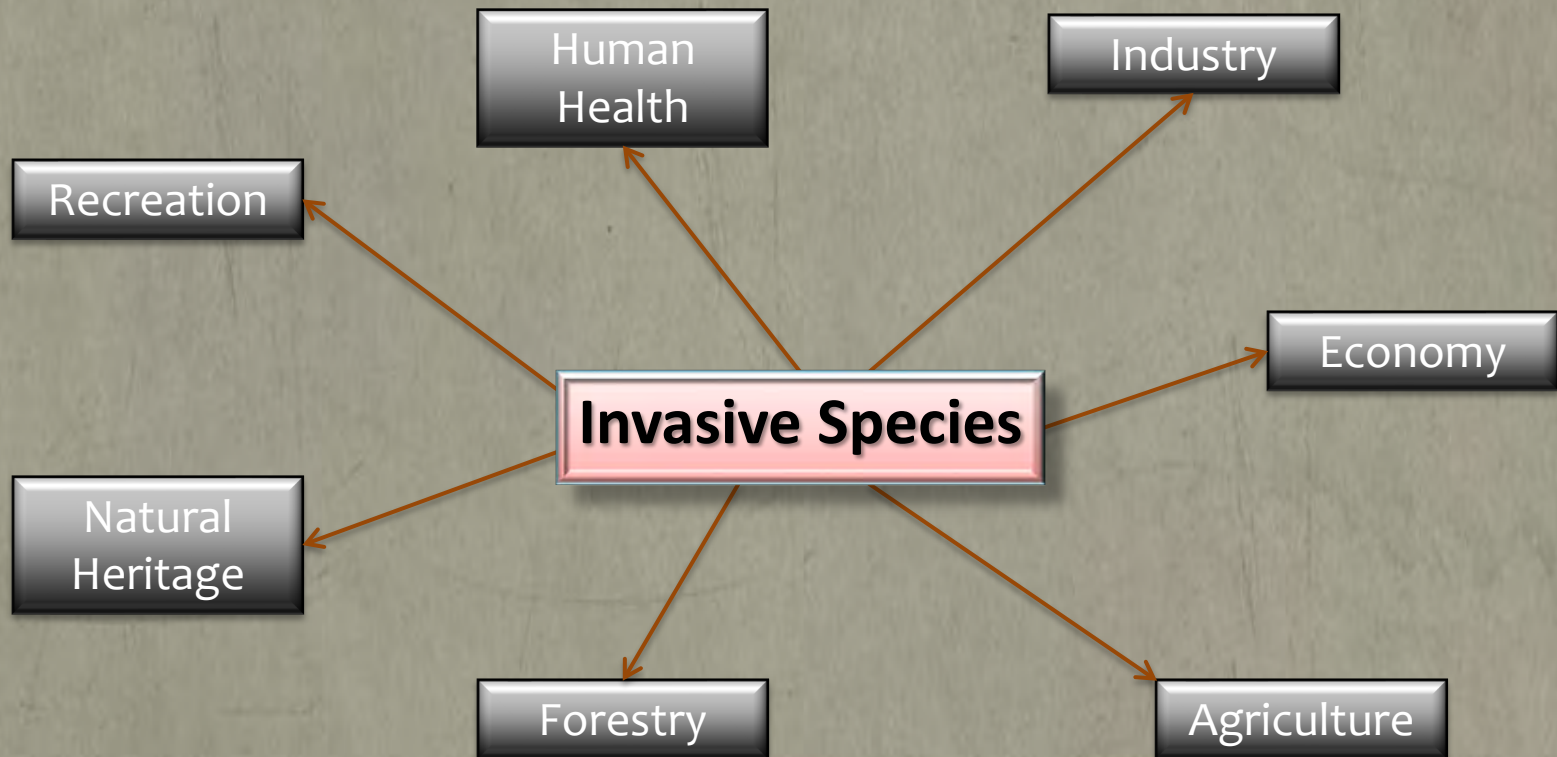 Human
Health
Industry
Recreation
Economy
Invasive Species
Natural
Heritage
Forestry
Agriculture